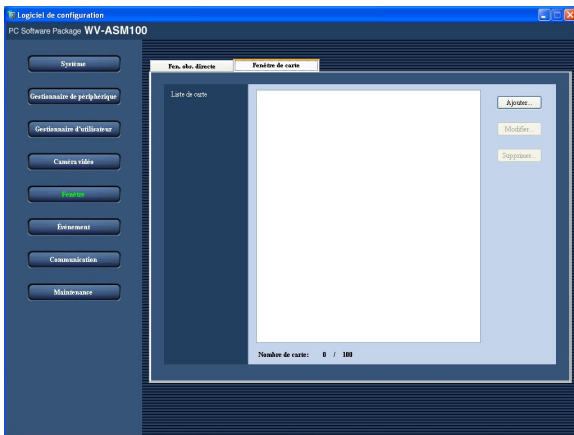 Logiciel de configuration
PC Software Package WV-ASM100
Système
Gestionnaire de périphérique
Gestionnaire d'utilisateur
Caméra vidéo
Fenêtre
Événement
Communication
Maintenance
Fen. obs. directe
Fenêtre de carte
Liste de carte
Ajouter...
Modifier...
Supprimer...
Nombre de carte: 0 / 100